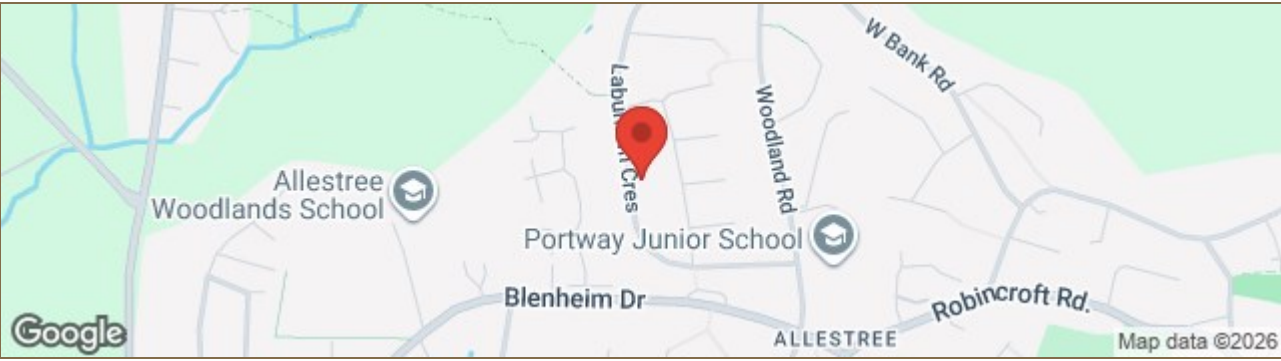 W Bank Rd
Cres
Woodland Rd
Allestree
Woodlands School
Portway Junior School
Blenheim Dr
Robincroft Rd.
ALLESTREE
Google
Map data ©2026